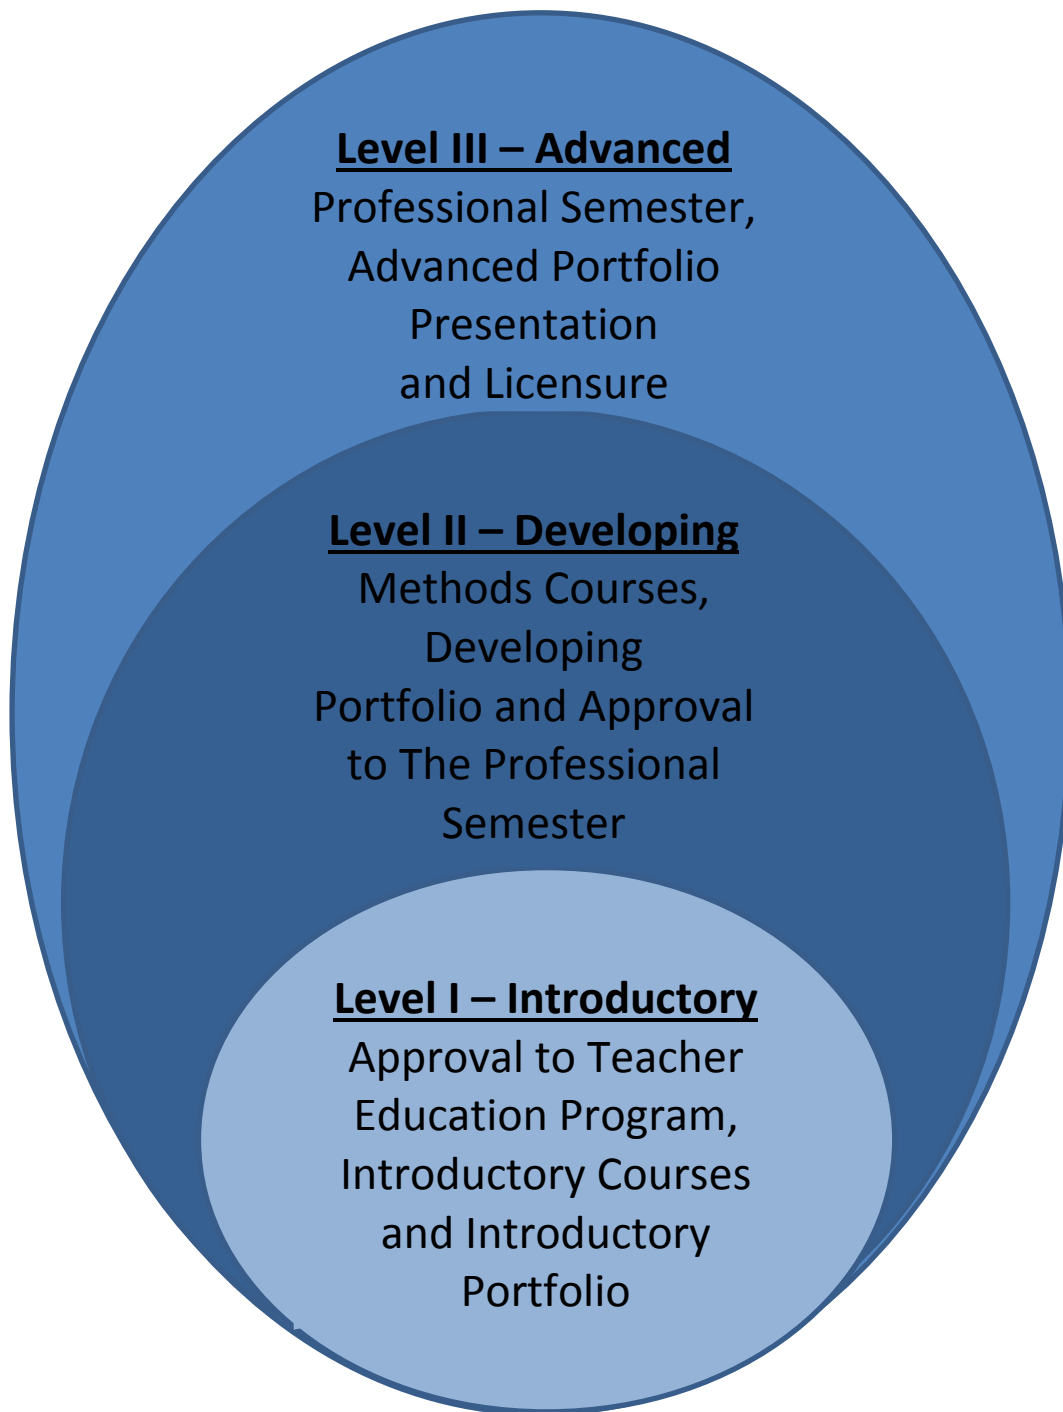 Level III – Advanced
Professional Semester,
Advanced Portfolio
Presentation
and Licensure
Level II – Developing
Methods Courses,
Developing
Portfolio and Approval
to The Professional
Semester
Level I – Introductory
Approval to Teacher
Education Program,
Introductory Courses
and Introductory
Portfolio